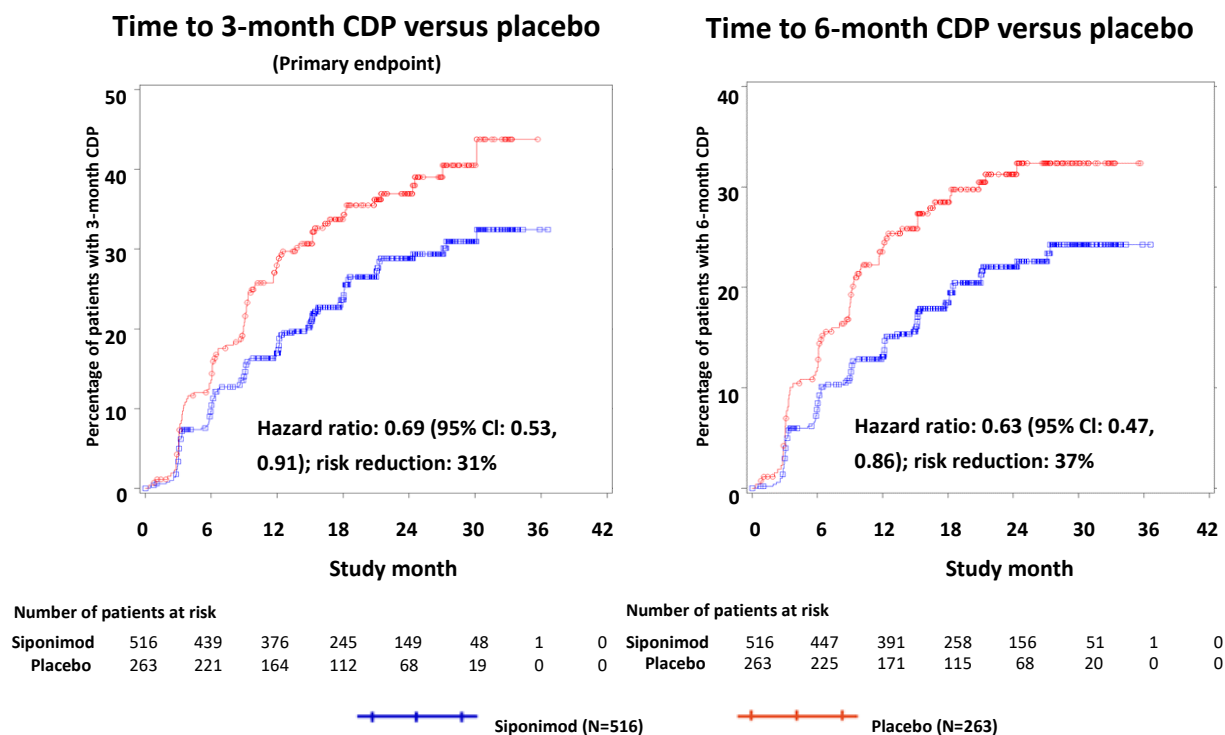 Time to 3-month CDP versus placebo
(Primary endpoint)
Percentage of patients with 3-month CDP
50
40
30
20
10
0
Hazard ratio: 0.69 (95% Cl: 0.53,
0.91); risk reduction: 31%
0 6 12 18 24 30 36 42
Study month
Time to 6-month CDP versus placebo
Percentage of patients with 6-month CDP
40
30
20
10
0
Hazard ratio: 0.63 (95% Cl: 0.47,
0.86); risk reduction: 37%
0 6 12 18 24 30 36 42
Study month
Number of patients at risk
Siponimod 516 439 376 245 149 48 1 0
Placebo 263 221 164 112 68 19 0 0
Number of patients at risk
Siponimod 516 447 391 258 156 51 1 0
Placebo 263 225 171 115 68 20 0 0
Siponimod (N=516) Placebo (N=263)